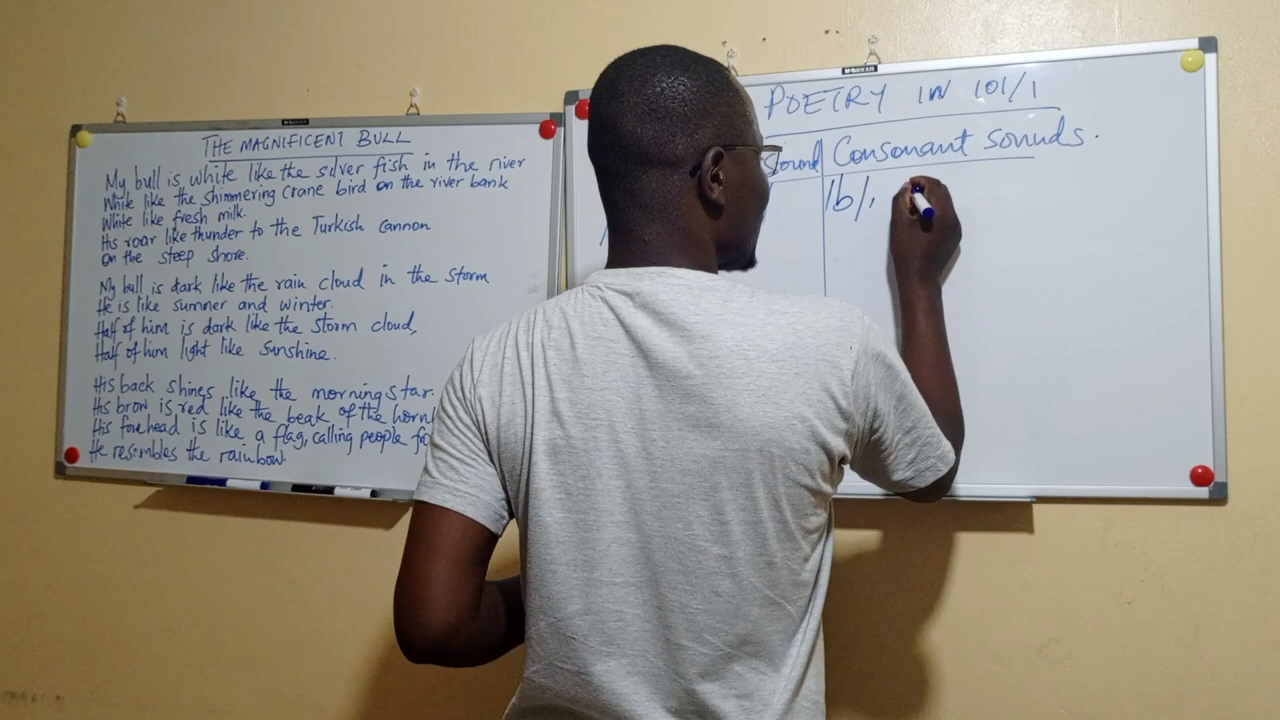 THE MAGNIFICENT BULL
My bull is white like the silver fish in the river
White like the shimmering crane bird on the river bank
White like fresh milk.
His roar like thunder to the Turkish cannon
on the steep shore.
My bull is dark like the rain cloud in the storm
He is like summer and winter.
Half of him is dark like the storm cloud,
Half of him light like sunshine.
His back shines like the morning star.
His brow is red like the beak of the
His forehead is like a flag, calling people
He resembles the rainbow.
POETRY IN 101/1
Sound Consonant sounds.
/b/,